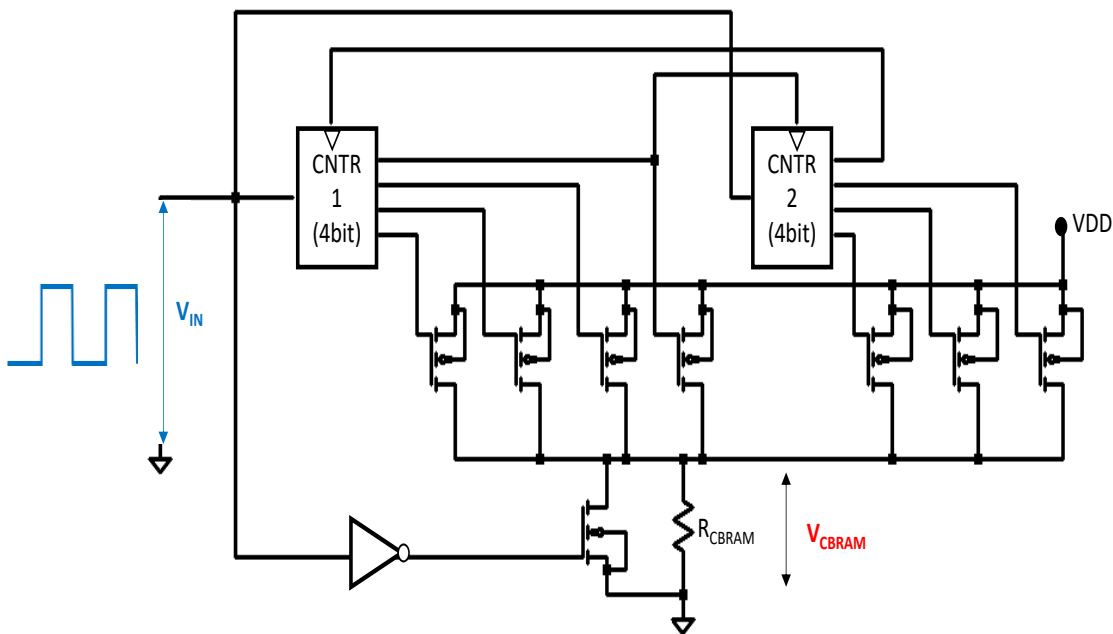 CNTR
1
(4bit)
CNTR
2
(4bit)
VDD
VIN
RCBRAM
VCBRAM